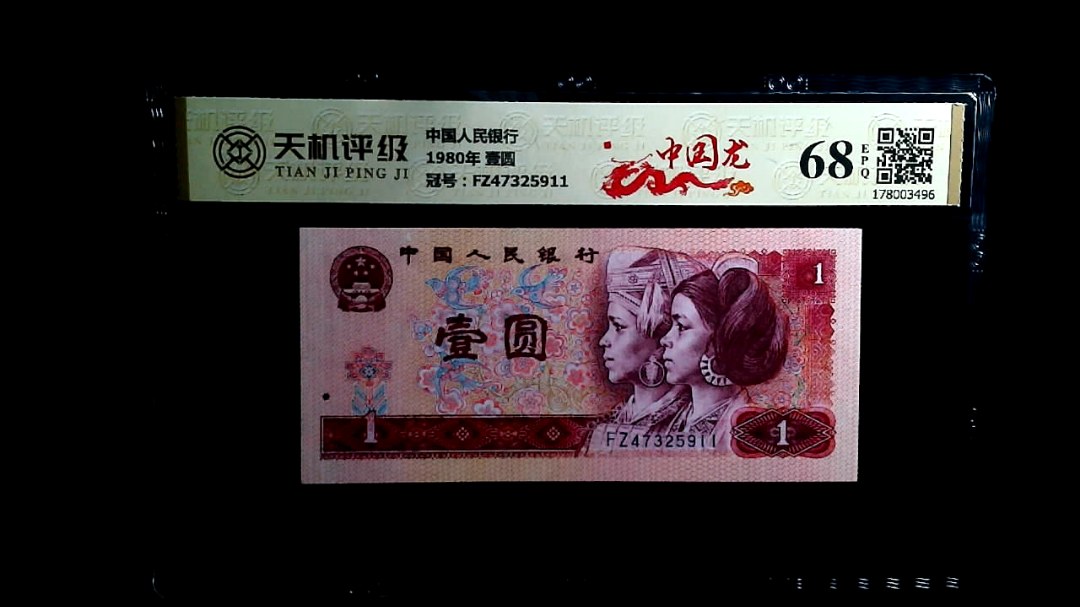 天机评级
TIAN JI PING JI
中国人民银行
1980年 壹圆
冠号：FZ47325911
中国龙
68
EPQ
178003496
中国人民银行
1
壹圆
1
FZ47325911
1